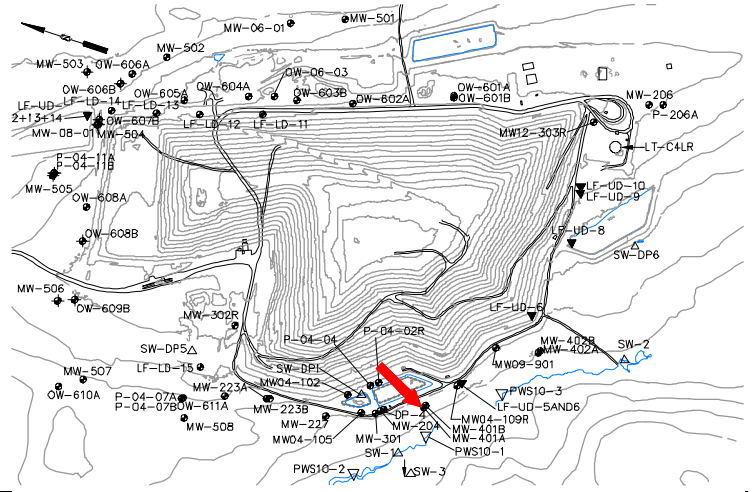 MW-501
MW-06-01
MW-502
MW-503
OW-606A
OW-606B
OW-06-03
OW-604A
OW-605A
OW-603B
OW-602A
OW-601A
OW-601B
MW-206
P-206A
LF-UD-
2+13+14
LF-LD-14
LF-LD-13
LF-LD-12
LF-LD-11
OW-607B
MW-08-01
MW-504
MW12-303R
LT-C4LR
P-04-11A
P-04-11B
MW-505
LF-UD-10
LF-UD-9
OW-608A
OW-608B
LF-UD-8
SW-DP6
MW-506
OW-609B
MW-302R
LF-UD-6
P-04-04
P-04-02R
SW-DP5
MW-402B
MW-402A
SW-2
LF-LD-15
SW-DP1
MW09-901
MW-507
MW04-102
OW-610A
MW-223A
PWS10-3
P-04-07A
P-04-07B
OW-611A
MW-223B
DP-4
LF-UD-5AND6
MW-508
MW-227
MW-204
MW04-109R
MW-401B
MW-401A
MW04-105
MW-301
PWS10-1
SW-1
PWS10-2
SW-3